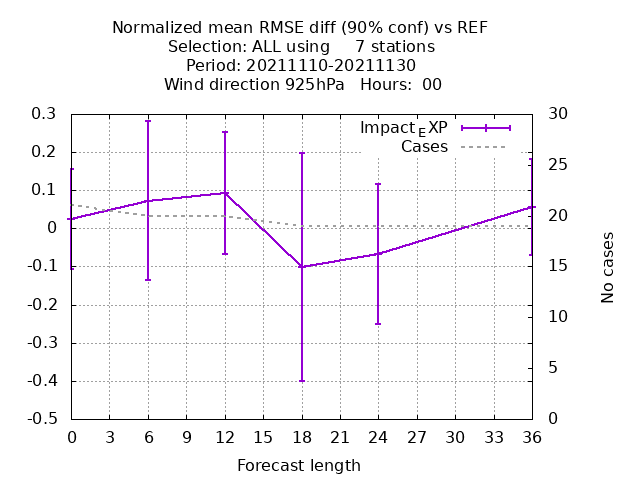 Normalized mean RMSE diff (90% conf) vs REF
Selection: ALL using     7 stations
Period: 20211110-20211130
Wind direction 925hPa   Hours:  00
0.3
0.2
0.1
0
-0.1
-0.2
-0.3
-0.4
-0.5
Impact_EXP
Cases
30
25
20
15
10
5
0
No cases
0 3 6 9 12 15 18 21 24 27 30 33 36
Forecast length